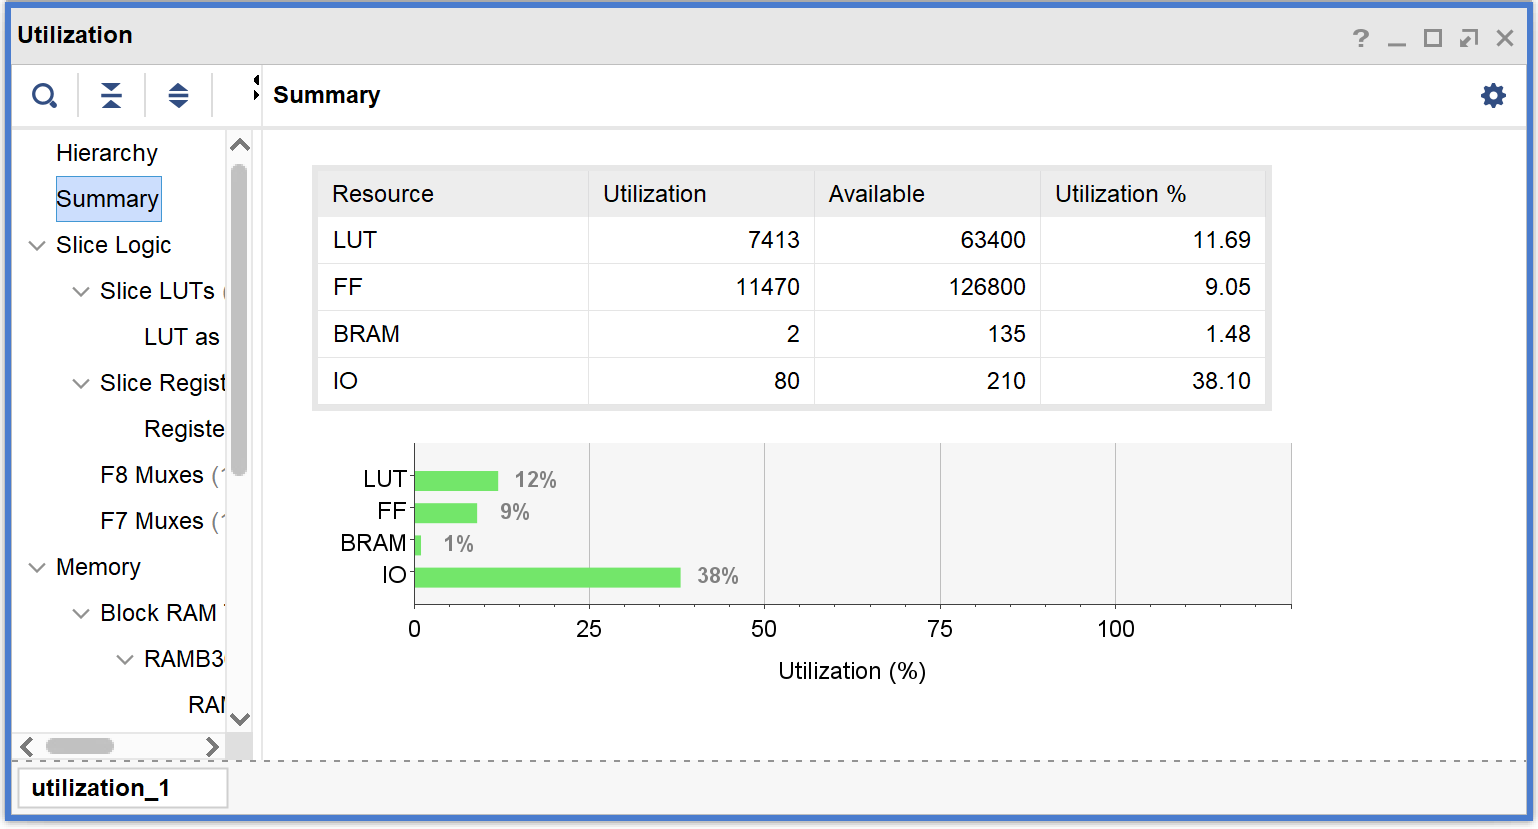 Utilization
?
Summary
Hierarchy
Summary
Slice Logic
Slice LUTs (
LUT as
Slice Regist
Registe
F8 Muxes (
F7 Muxes (
Memory
Block RAM
RAMB3
RAM
Resource Utilization Available Utilization %
LUT 7413 63400 11.69
FF 11470 126800 9.05
BRAM 2 135 1.48
IO 80 210 38.10
LUT 12%
FF 9%
BRAM 1%
IO 38%
0 25 50 75 100
Utilization (%)
utilization_1